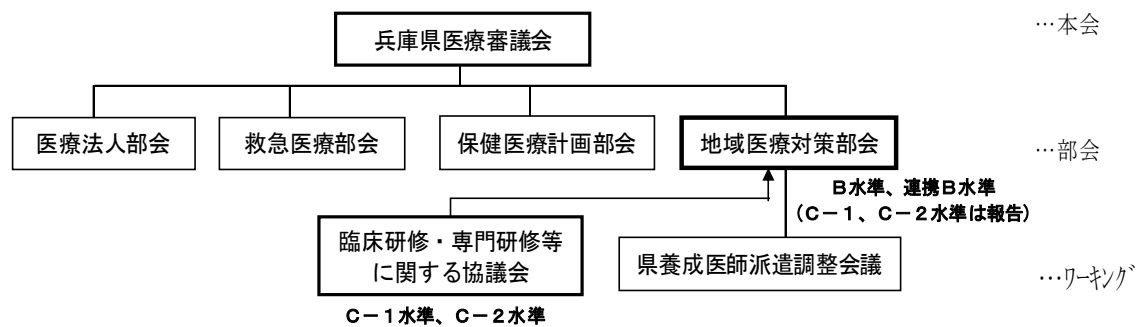 兵庫県医療審議会
…本会
医療法人部会
救急医療部会
保健医療計画部会
地域医療対策部会
…部会
B水準、連携B水準
(C-1、C-2水準は報告)
臨床研修・専門研修等
に関する協議会
県養成医師派遣調整会議
…ワーキング
C-1水準、C-2水準